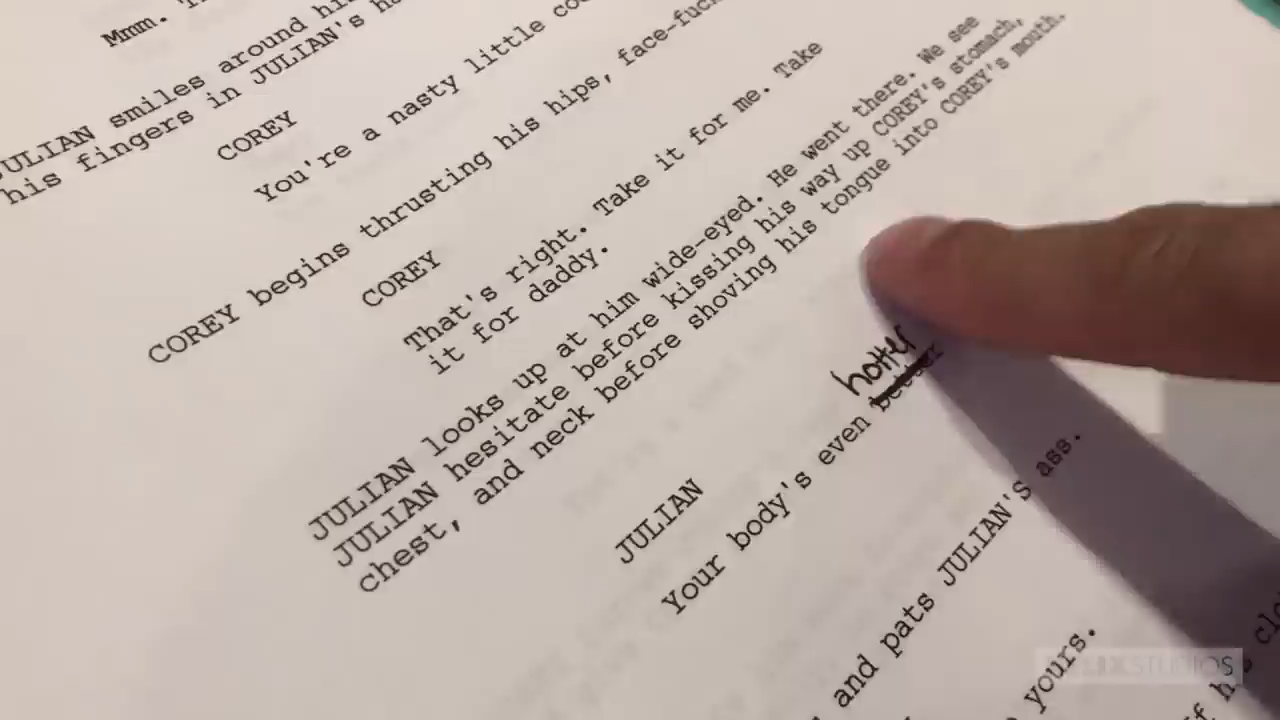 Mmm.
JULIAN smiles around
his fingers in JULIAN's
COREY
You're a nasty little
COREY begins thrusting his hips,
COREY
That's right. Take it for me. Take
it for daddy.
JULIAN looks up at him wide-eyed. He went there. We see
JULIAN hesitate before kissing his way up COREY's stomach,
chest, and neck before shoving his tongue into COREY's mouth.
JULIAN
hotter
Your body's even better
and pats JULIAN'S ass.
yours.
STUDIOS